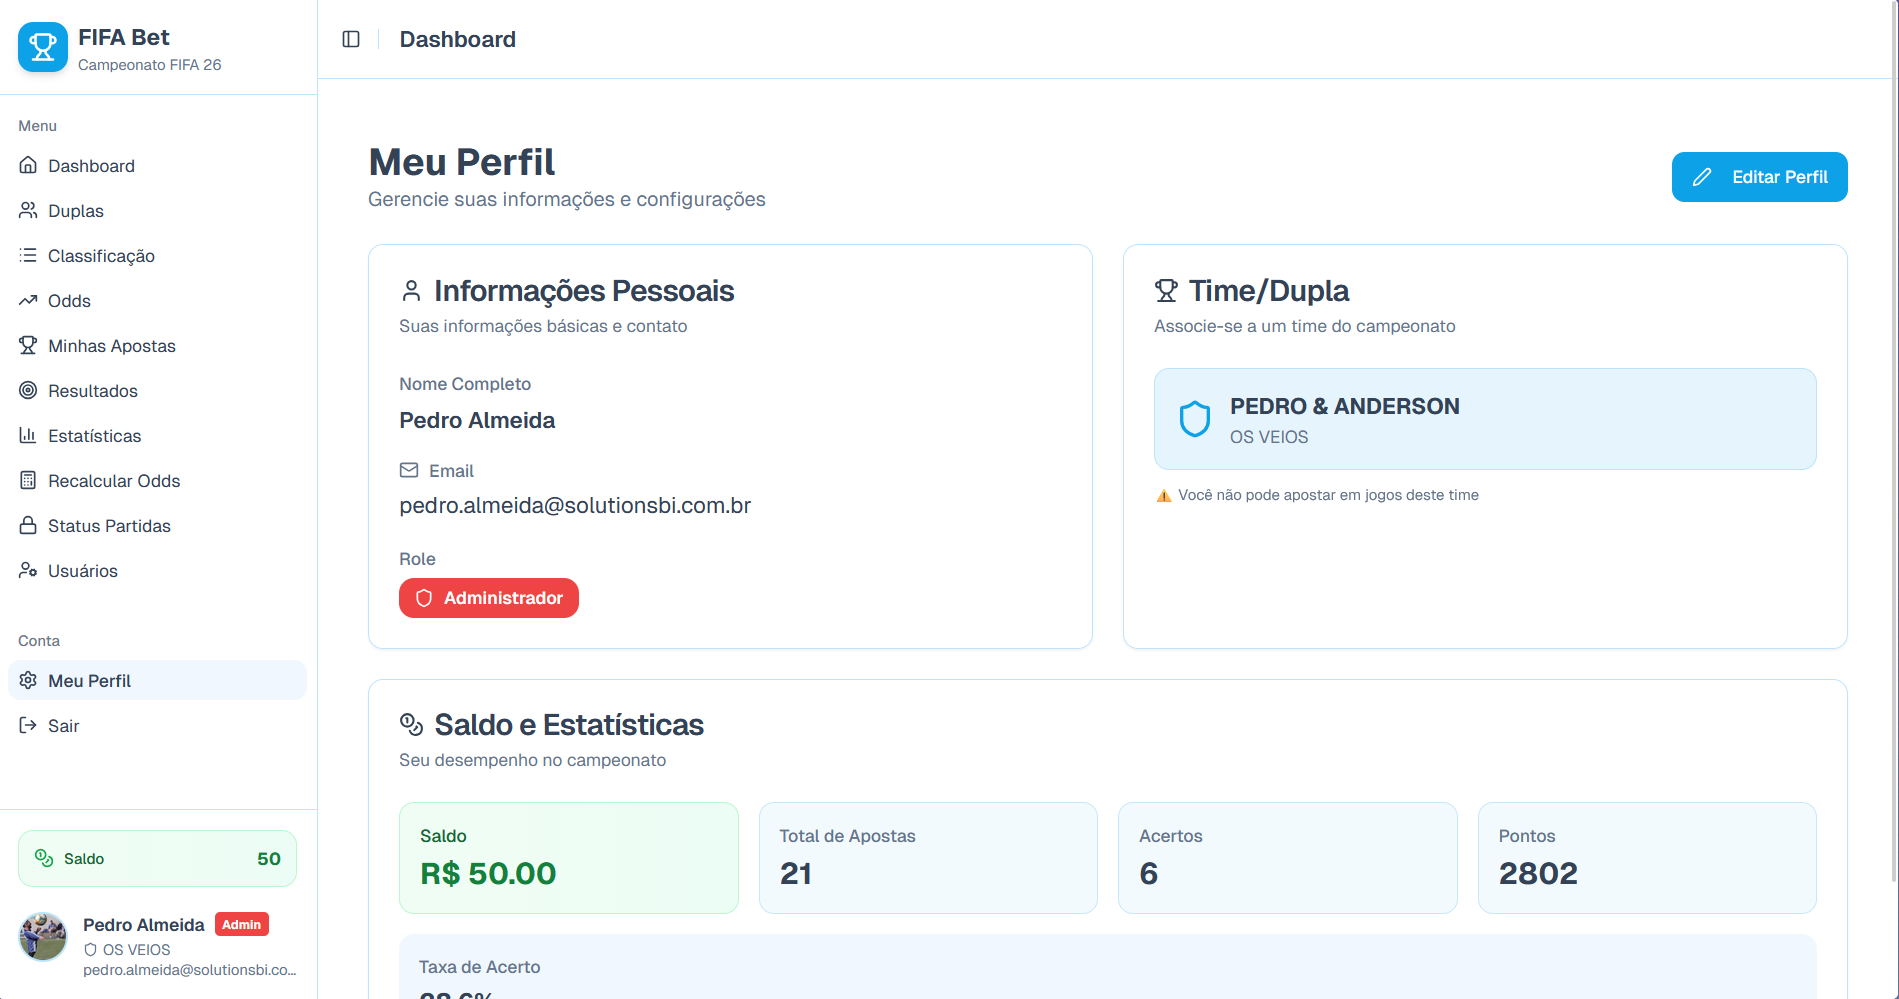 FIFA Bet
Campeonato FIFA 26
Menu
Dashboard
Duplas
Classificação
Odds
Minhas Apostas
Resultados
Estatísticas
Recalcular Odds
Status Partidas
Usuários
Conta
Meu Perfil
Sair
Saldo 50
Pedro Almeida Admin
OS VEIOS
pedro.almeida@solutionsbi.co...
Dashboard
Meu Perfil
Gerencie suas informações e configurações
Editar Perfil
Informações Pessoais
Suas informações básicas e contato
Nome Completo
Pedro Almeida
Email
pedro.almeida@solutionsbi.com.br
Role
Administrador
Time/Dupla
Associe-se a um time do campeonato
PEDRO & ANDERSON
OS VEIOS
Você não pode apostar em jogos deste time
Saldo e Estatísticas
Seu desempenho no campeonato
Saldo
R$ 50.00
Total de Apostas
21
Acertos
6
Pontos
2802
Taxa de Acerto
28.6%